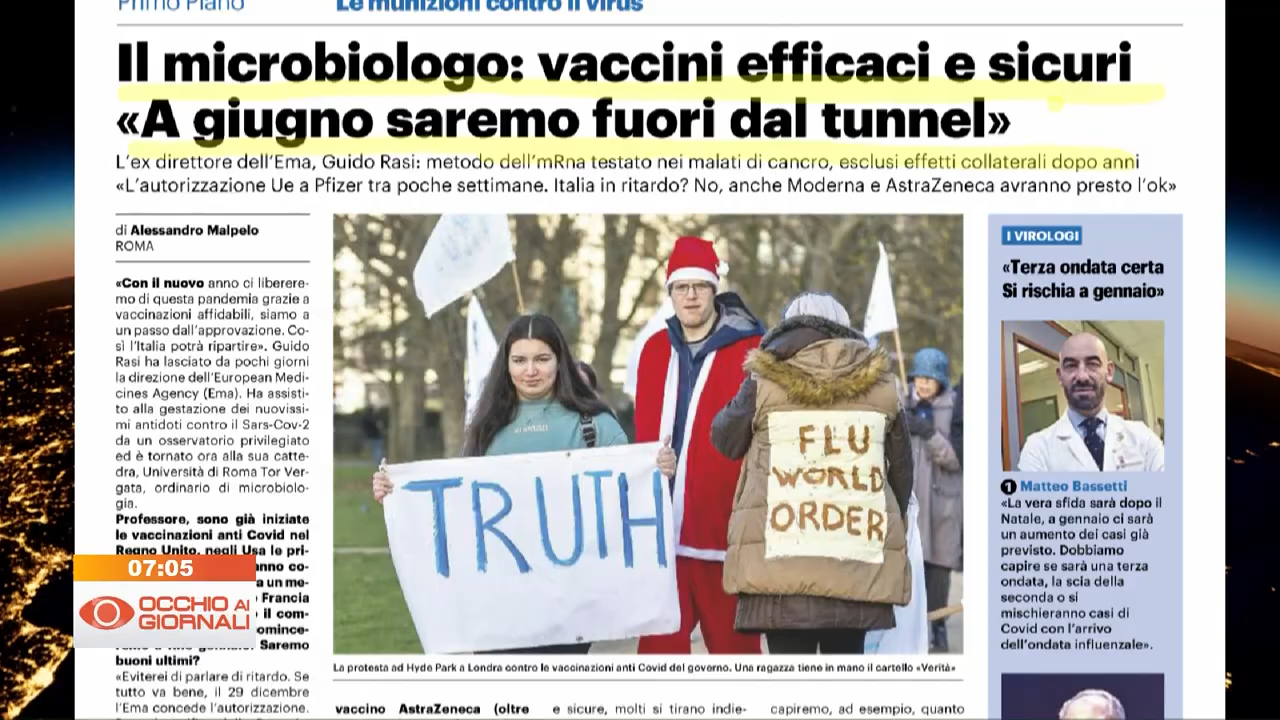 Primo Piano
Le munizioni contro il virus
Il microbiologo: vaccini efficaci e sicuri
«A giugno saremo fuori dal tunnel»
L'ex direttore dell'Ema, Guido Rasi: metodo dell'mRna testato nei malati di cancro, esclusi effetti collaterali dopo anni
«L'autorizzazione Ue a Pfizer tra poche settimane. Italia in ritardo? No, anche Moderna e AstraZeneca avranno presto l'ok»
di Alessandro Malpelo
ROMA
«Con il nuovo anno ci liberere-
mo di questa pandemia grazie a
vaccinazioni affidabili, siamo a
un passo dall'approvazione. Co-
sì l'Italia potrà ripartire». Guido
Rasi ha lasciato da pochi giorni
la direzione dell'European Medi-
cines Agency (Ema). Ha assisti-
to alla gestazione dei nuovissi-
mi antidoti contro il Sars-Cov-2
da un osservatorio privilegiato
ed è tornato ora alla sua catte-
dra, Università di Roma Tor Ver-
gata, ordinario di microbiolo-
gia.
Professore, sono già iniziate
le vaccinazioni anti Covid nel
Regno Unito, negli Usa le pri-
anno co-
a un me-
Francia
il com-
omince-
Saremo
buoni ultimi?
«Eviterei di parlare di ritardo. Se
tutto va bene, il 29 dicembre
l'Ema concede l'autorizzazione.
07:05
OCCHIO AI
GIORNALI
TRUTH
FLU
WORLD
ORDER
La protesta ad Hyde Park a Londra contro le vaccinazioni anti Covid del governo. Una ragazza tiene in mano il cartello «Verità»
vaccino AstraZeneca (oltre
e sicure, molti si tirano indie-
capiremo, ad esempio, quanto
I VIROLOGI
«Terza ondata certa
Si rischia a gennaio»
1 Matteo Bassetti
«La vera sfida sarà dopo il
Natale, a gennaio ci sarà
un aumento dei casi già
previsto. Dobbiamo
capire se sarà una terza
ondata, la scia della
seconda o si
mischieranno casi di
Covid con l'arrivo
dell'ondata influenzale».